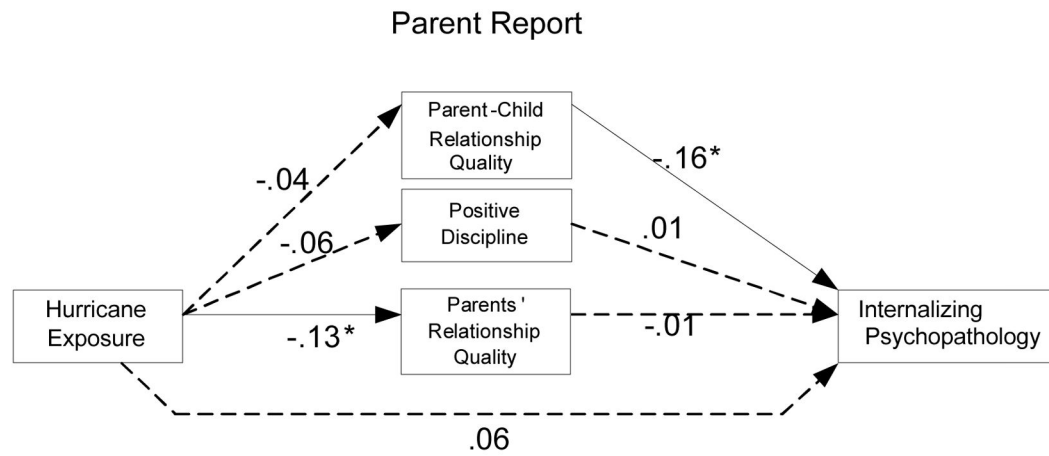 Parent Report
Parent-Child
Relationship
Quality
-.04
-.16*
Positive
Discipline
-.06
.01
Hurricane
Exposure
-.13*
Parents'
Relationship
Quality
-.01
Internalizing
Psychopathology
.06